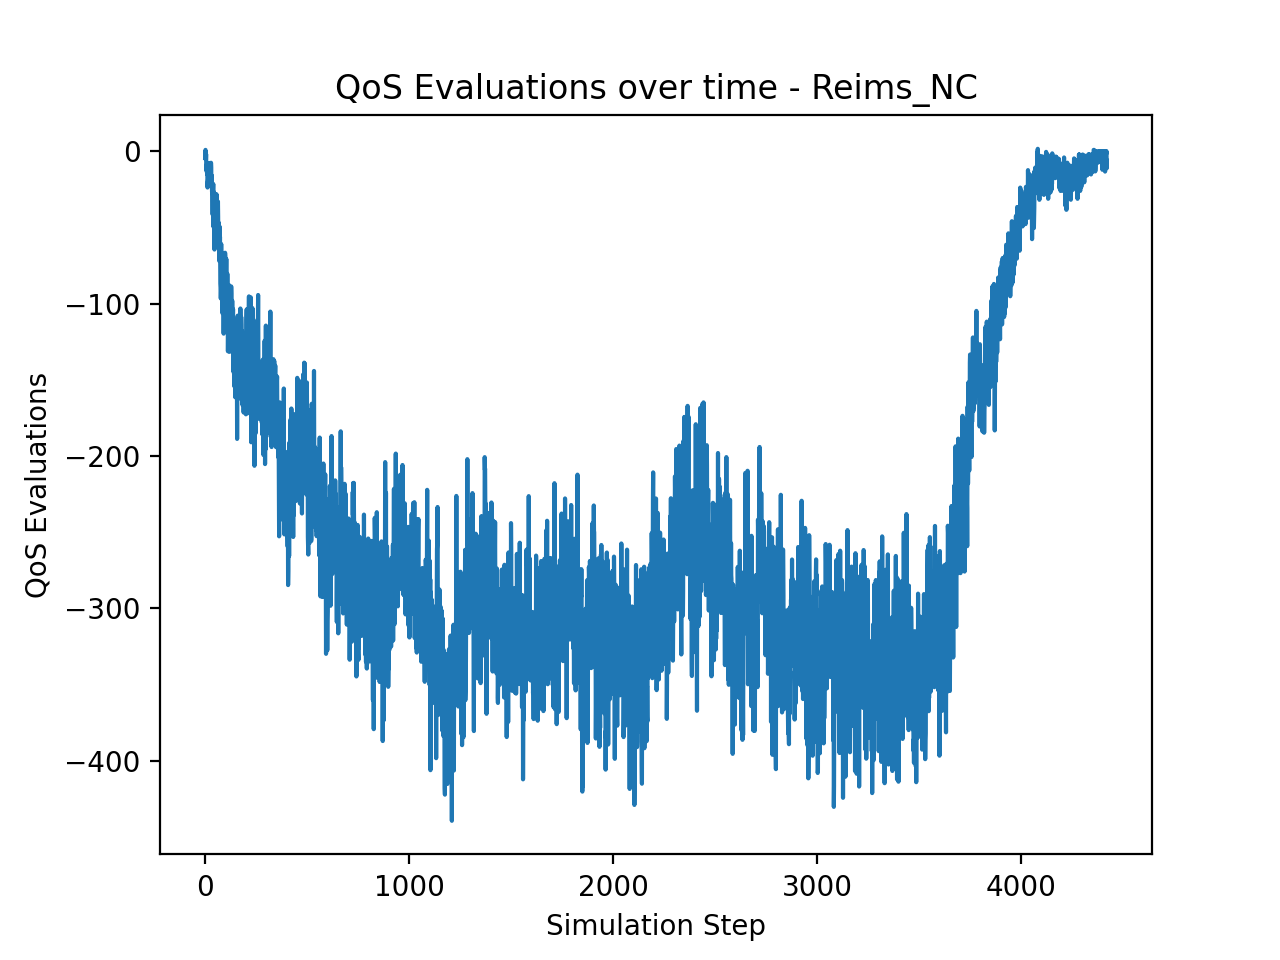 QoS Evaluations over time - Reims_NC
QoS Evaluations
0
−100
−200
−300
−400
0 1000 2000 3000 4000
Simulation Step